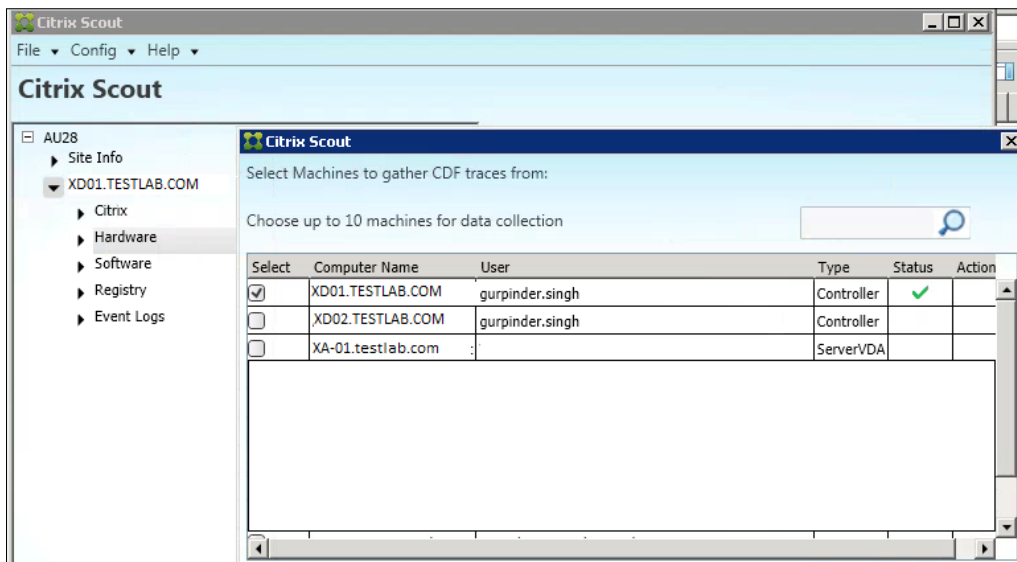 Citrix Scout
File Config Help
Citrix Scout
AU28
Site Info
XD01.TESTLAB.COM
Citrix
Hardware
Software
Registry
Event Logs
Citrix Scout
Select Machines to gather CDF traces from:
Choose up to 10 machines for data collection
Select Computer Name User Type Status Action
XD01.TESTLAB.COM gurpinder.singh Controller
XD02.TESTLAB.COM gurpinder.singh Controller
XA-01.testlab.com : ServerVDA